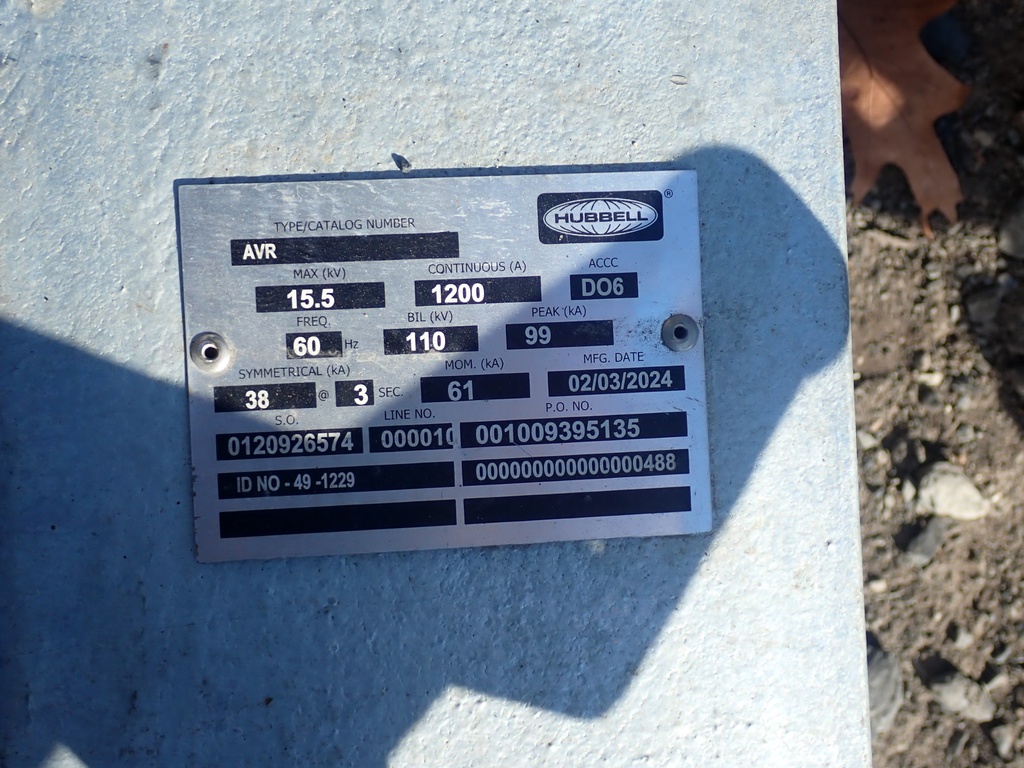 HUBBELL ®
TYPE/CATALOG NUMBER
AVR
MAX (kV) CONTINUOUS (A) ACCC
15.5 1200 DO6
FREQ. BIL (kV) PEAK (kA)
60 Hz 110 99
SYMMETRICAL (kA) MOM. (kA) MFG. DATE
38 @ 3 SEC. 61 02/03/2024
S.O. LINE NO. P.O. NO.
0120926574 000010 001009395135
ID NO - 49 -1229 000000000000000488